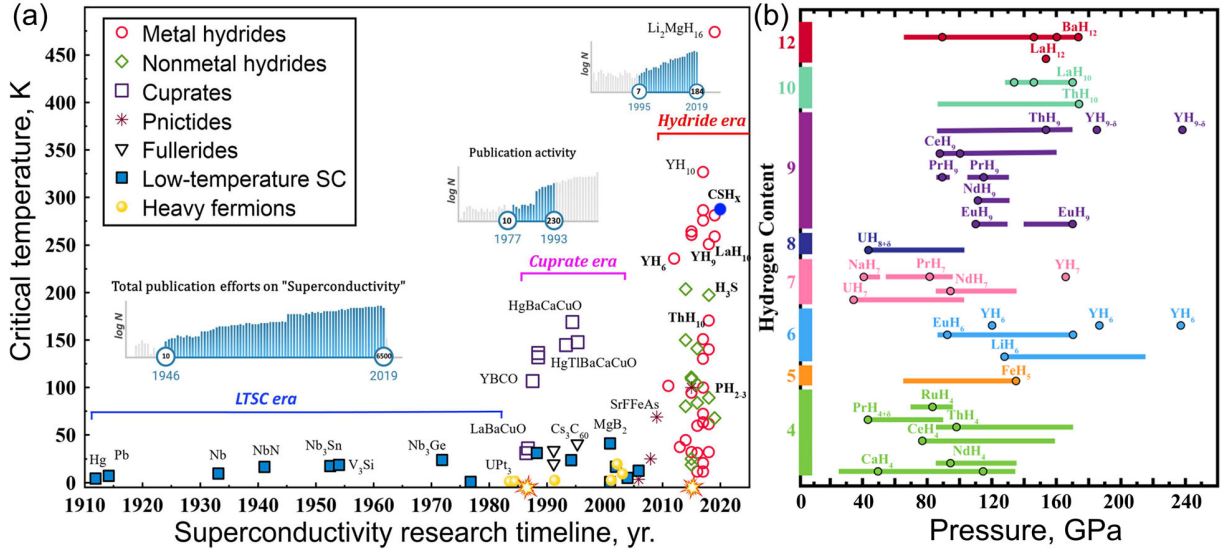 (a)
Critical temperature, K
450
400
350
300
250
200
150
100
50
25
0
Metal hydrides
Nonmetal hydrides
Cuprates
Pnictides
Fullerides
Low-temperature SC
Heavy fermions
Li₂MgH₁₆
log N
7
184
1995
2019
Hydride era
Publication activity
log N
10
230
1977
1993
Cuprate era
Total publication efforts on "Superconductivity"
log N
10
6500
1946
2019
LTSC era
YH₁₀
CSHₓ
YH₆
YH₉
LaH₁₀
H₃S
ThH₁₀
PH₂₋₃
HgBaCaCuO
HgTlBaCaCuO
YBCO
SrFFeAs
LaBaCuO
Cs₃C₆₀
MgB₂
Hg
Pb
Nb
NbN
Nb₃Sn
V₃Si
Nb₃Ge
UPt₃
1910
1920
1930
1940
1950
1960
1970
1980
1990
2000
2010
2020
Superconductivity research timeline, yr.
(b)
Hydrogen Content
12
10
9
8
7
6
5
4
BaH₁₂
LaH₁₂
LaH₁₀
ThH₁₀
ThH₉
YH₉₋δ
YH₉₋δ
CeH₉
PrH₉
PrH₉
NdH₉
EuH₉
EuH₉
UH₈₊δ
NaH₇
PrH₇
YH₇
NdH₇
UH₇
YH₆
YH₆
YH₆
EuH₆
LiH₆
FeH₅
RuH₄
PrH₄₊δ
ThH₄
CeH₄
NdH₄
CaH₄
0
40
80
120
160
200
240
Pressure, GPa